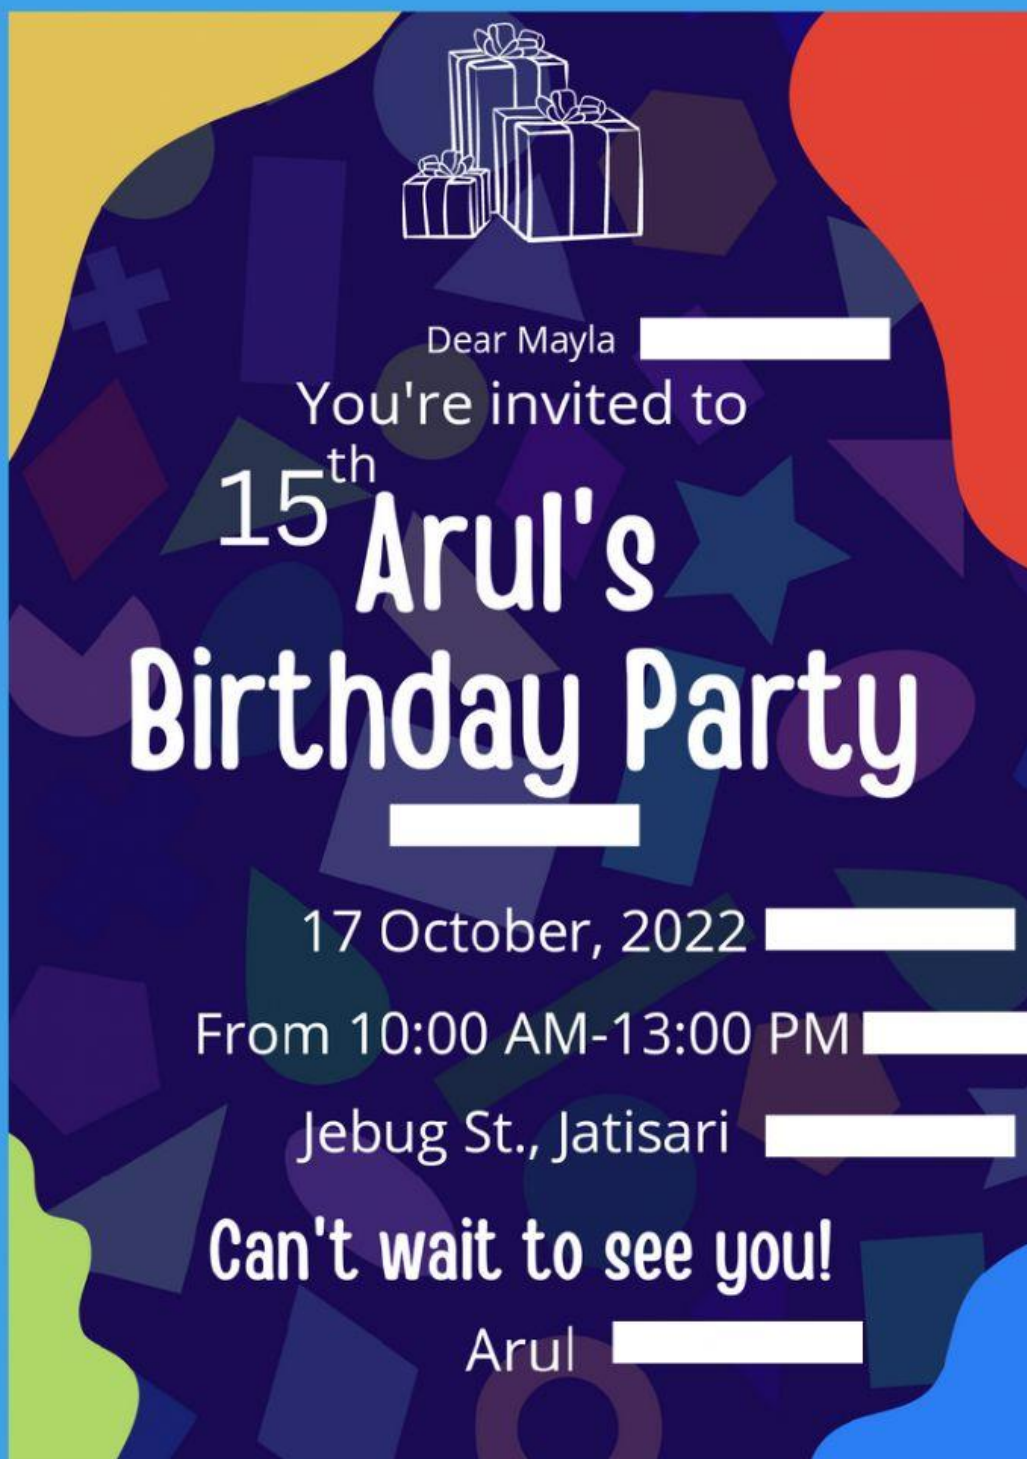 Dear Mayla
You're invited to
15th
Arul's
Birthday Party
17 October, 2022
From 10:00 AM-13:00 PM
Jebug St., Jatisari
Can't wait to see you!
Arul